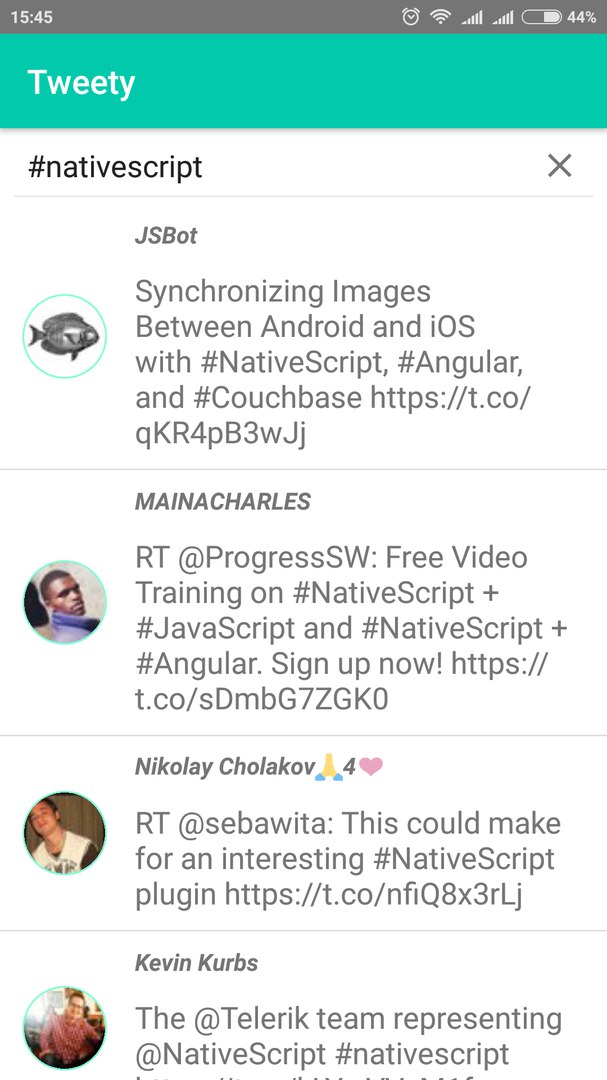 15:45 44%
Tweety
#nativescript
JSBot
Synchronizing Images
Between Android and iOS
with #NativeScript, #Angular,
and #Couchbase https://t.co/
qKR4pB3wJj
MAINACHARLES
RT @ProgressSW: Free Video
Training on #NativeScript +
#JavaScript and #NativeScript +
#Angular. Sign up now! https://
t.co/sDmbG7ZGK0
Nikolay Cholakov🙏4❤
RT @sebawita: This could make
for an interesting #NativeScript
plugin https://t.co/nfiQ8x3rLj
Kevin Kurbs
The @Telerik team representing
@NativeScript #nativescript